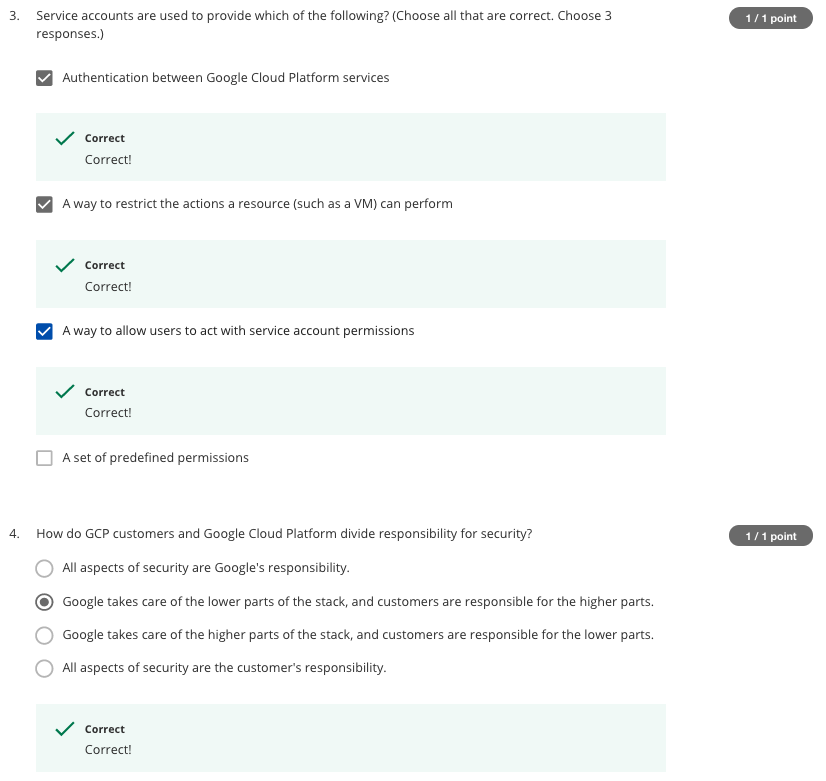 3. Service accounts are used to provide which of the following? (Choose all that are correct. Choose 3
responses.)
1 / 1 point
Authentication between Google Cloud Platform services
Correct
Correct!
A way to restrict the actions a resource (such as a VM) can perform
Correct
Correct!
A way to allow users to act with service account permissions
Correct
Correct!
A set of predefined permissions
4. How do GCP customers and Google Cloud Platform divide responsibility for security?
1 / 1 point
All aspects of security are Google's responsibility.
Google takes care of the lower parts of the stack, and customers are responsible for the higher parts.
Google takes care of the higher parts of the stack, and customers are responsible for the lower parts.
All aspects of security are the customer's responsibility.
Correct
Correct!